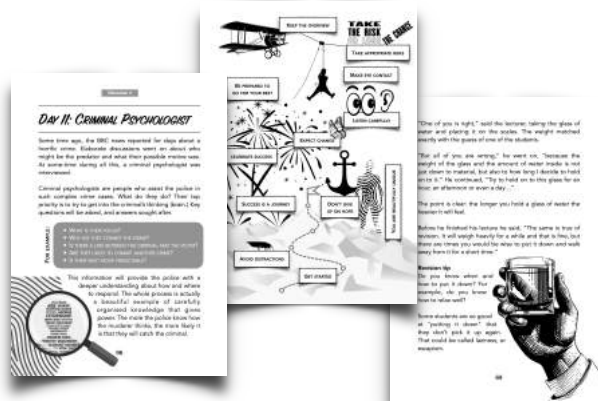 DAY 11: CRIMINAL PSYCHOLOGIST
Some time ago, the BBC news reported for days about a
horrific crime. Elaborate discussions went on about who
might be the predator and what their possible motive was.
At some time during all this, a criminal psychologist was
interviewed.
Criminal psychologists are people who assist the police in
such complex crime cases. What do they do? Their top
priority is to try to get into the criminal's thinking (brain.) Key
questions will be asked, and answers sought after.
FOR EXAMPLE:
This information will provide the police with a
deeper understanding about how and where
to respond. The whole process is actually
a beautiful example of carefully
organised knowledge that gives
power. The more the police know how
the murderer thinks, the more likely it
is that they will catch the criminal.
KEEP THE OVERVIEW
TAKE
THE RISK
OR LOSE
THE CHANCE
TAKE APPROPRIATE RISKS
MAKE EYE CONTACT
BE PREPARED TO
GO FOR YOUR BEST
LISTEN CAREFULLY
EXPECT CHANGE
CELEBRATE SUCCESS
SUCCESS IS A JOURNEY
DON'T GIVE
UP ON HOPE
AVOID DISTRACTIONS
GET STARTED
"One of you is right," said the lecturer, taking the glass of
water and placing it on the scales. The weight matched
exactly with the guess of one of the students.
"But all of you are wrong," he went on, "because the
weight of the glass and the amount of water inside is not
just down to material, but also to how long I decide to hold
on to it." He continued, "Try to hold on to this glass for an
hour, an afternoon or even a day..."
The point is clear: the longer you hold a glass of water the
heavier it will feel.
Before he finished his lecture he said, "The same is true of
revision. It will weigh heavily for a while and that is fine, but
there are times you would be wise to put it down and walk
away from it for a short time."
Revision tip
Do you know when and
how to put it down? For
example, do you know
how to relax well?
Some students are so good
at "putting it down" that
they don't pick it up again.
That could be called laziness, or
escapism.